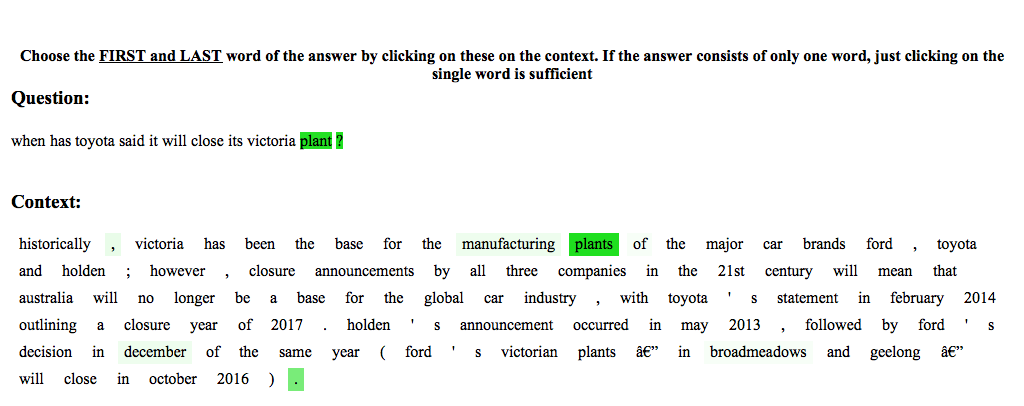 Choose the FIRST and LAST word of the answer by clicking on these on the context. If the answer consists of only one word, just clicking on the
single word is sufficient
Question:
when has toyota said it will close its victoria plant ?
Context:
historically , victoria has been the base for the manufacturing plants of the major car brands ford , toyota
and holden ; however , closure announcements by all three companies in the 21st century will mean that
australia will no longer be a base for the global car industry , with toyota ' s statement in february 2014
outlining a closure year of 2017 . holden ' s announcement occurred in may 2013 , followed by ford ' s
decision in december of the same year ( ford ' s victorian plants â€” in broadmeadows and geelong â€”
will close in october 2016 ) .